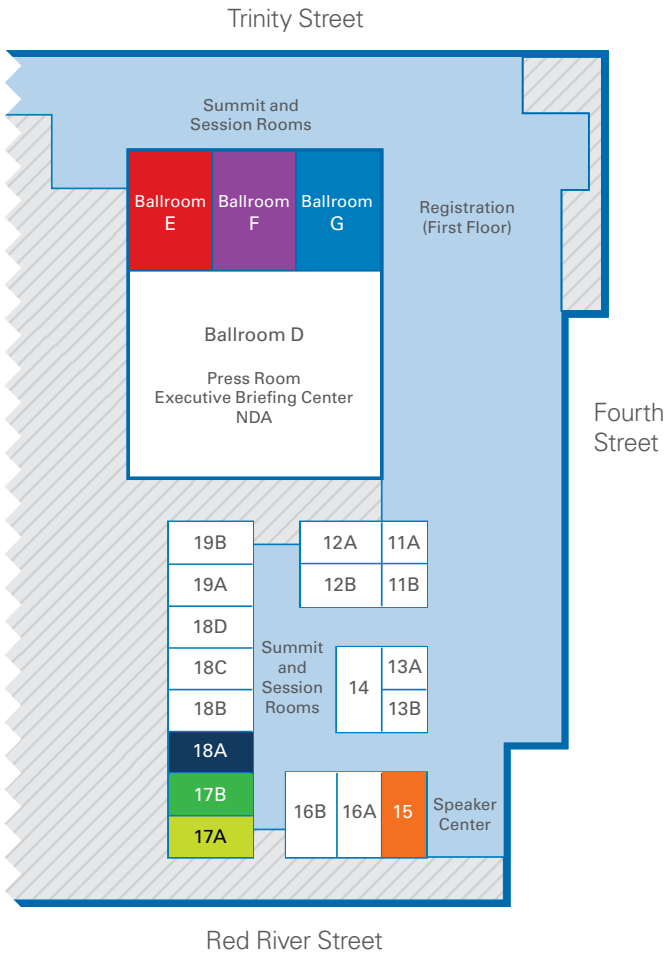 Trinity Street
Summit and
Session Rooms
Ballroom
E
Ballroom
F
Ballroom
G
Registration
(First Floor)
Ballroom D
Press Room
Executive Briefing Center
NDA
Fourth
Street
19B
12A
11A
19A
12B
11B
18D
18C
Summit
and
Session
Rooms
14
13A
18B
13B
18A
17B
16B
16A
15
Speaker
Center
17A
Red River Street